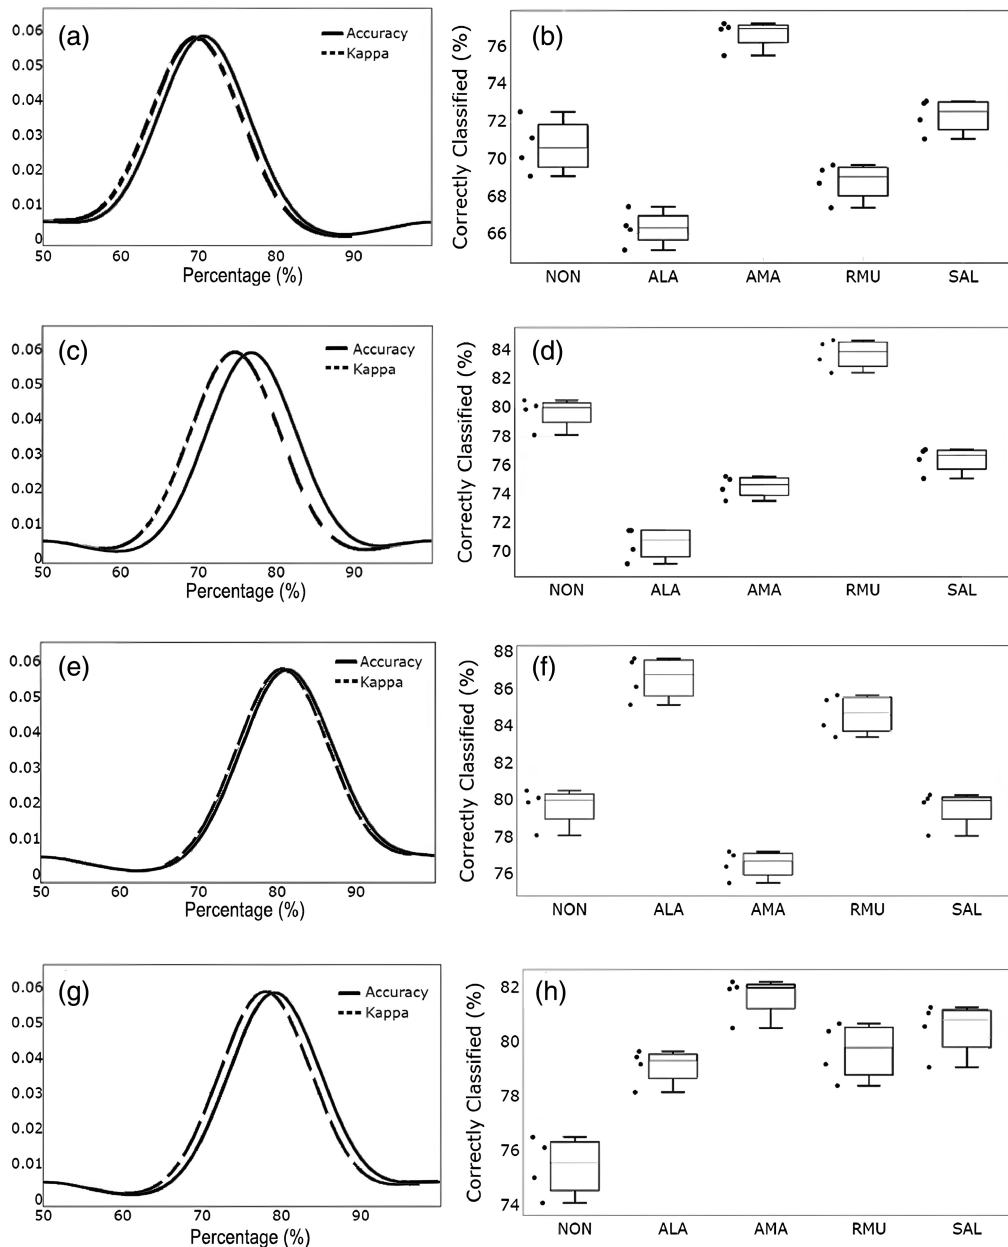 (a)
Accuracy
Kappa
0.06
0.05
0.04
0.03
0.02
0.01
0
50 60 70 80 90
Percentage (%)
(b)
Correctly Classified (%)
76
74
72
70
68
66
NON ALA AMA RMU SAL
(c)
Accuracy
Kappa
0.06
0.05
0.04
0.03
0.02
0.01
0
50 60 70 80 90
Percentage (%)
(d)
Correctly Classified (%)
84
82
80
78
76
74
72
70
NON ALA AMA RMU SAL
(e)
Accuracy
Kappa
0.06
0.05
0.04
0.03
0.02
0.01
0
50 60 70 80 90
Percentage (%)
(f)
Correctly Classified (%)
88
86
84
82
80
78
76
NON ALA AMA RMU SAL
(g)
Accuracy
Kappa
0.06
0.05
0.04
0.03
0.02
0.01
0
50 60 70 80 90
Percentage (%)
(h)
Correctly Classified (%)
82
80
78
76
74
NON ALA AMA RMU SAL